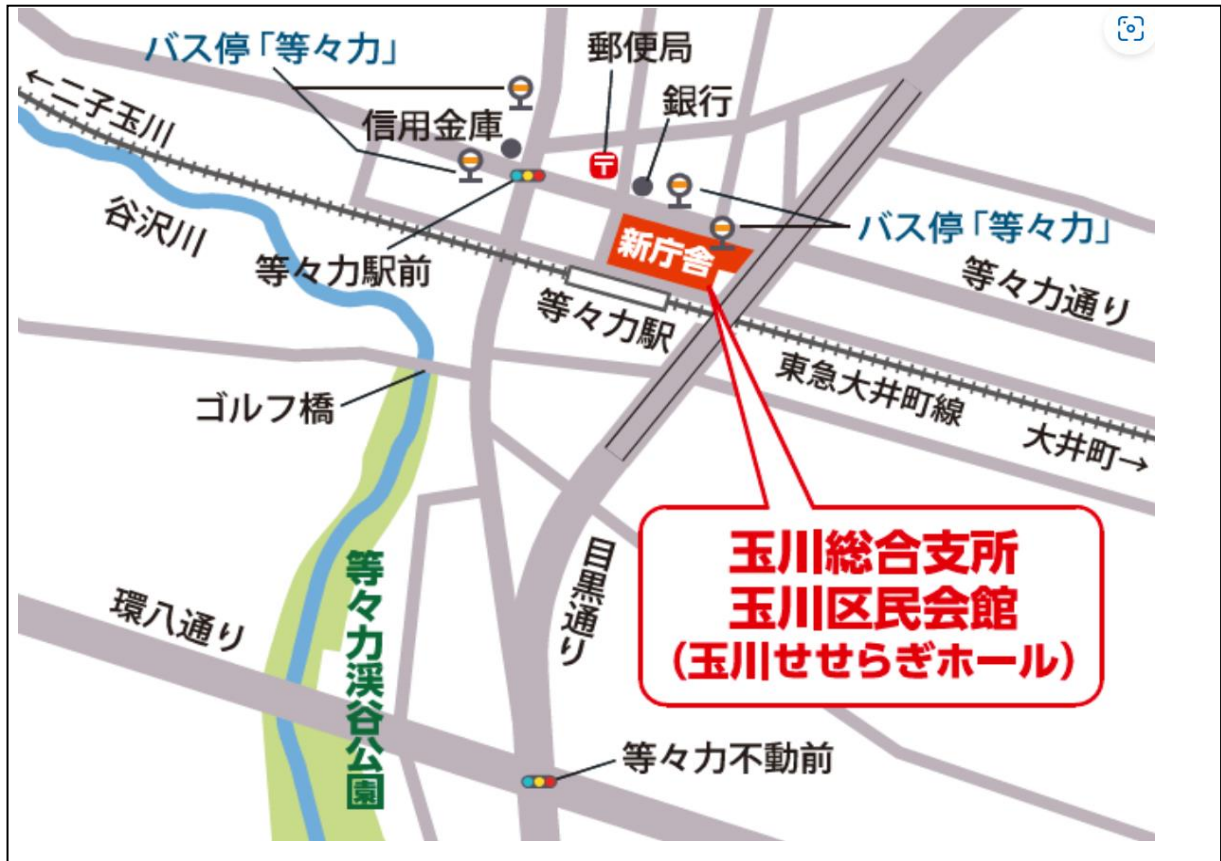 バス停「等々力」
郵便局
←二子玉川
銀行
信用金庫
谷沢川
新庁舎
バス停「等々力」
等々力駅前
等々力通り
等々力駅
東急大井町線
ゴルフ橋
大井町→
玉川総合支所
玉川区民会館
(玉川せせらぎホール)
目黒通り
等々力渓谷公園
環八通り
等々力不動前